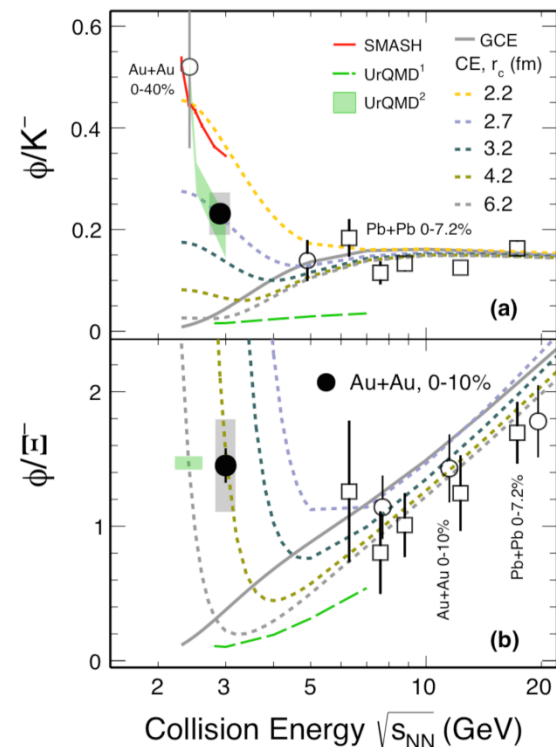 ϕ/K⁻
0.6
0.4
0.2
0
Au+Au
0-40%
SMASH
UrQMD¹
UrQMD²
GCE
CE, r_c (fm)
2.2
2.7
3.2
4.2
6.2
Pb+Pb 0-7.2%
(a)
ϕ/Ξ⁻
2
1
0
Au+Au, 0-10%
Au+Au 0-10%
Pb+Pb 0-7.2%
(b)
2
3
4
5
10
20
Collision Energy √s_NN (GeV)